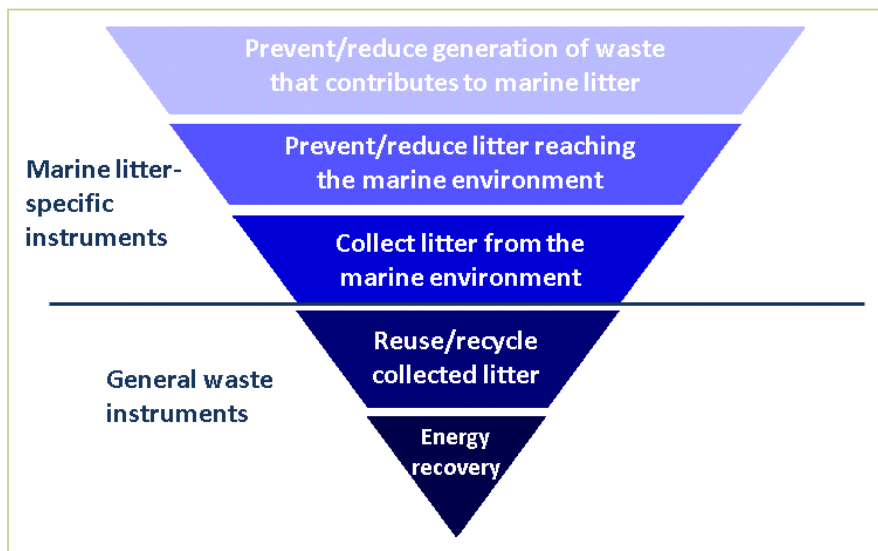 Prevent/reduce generation of waste
that contributes to marine litter
Prevent/reduce litter reaching
the marine environment
Marine litter-
specific
instruments
Collect litter from the
marine environment
Reuse/recycle
collected litter
General waste
instruments
Energy
recovery